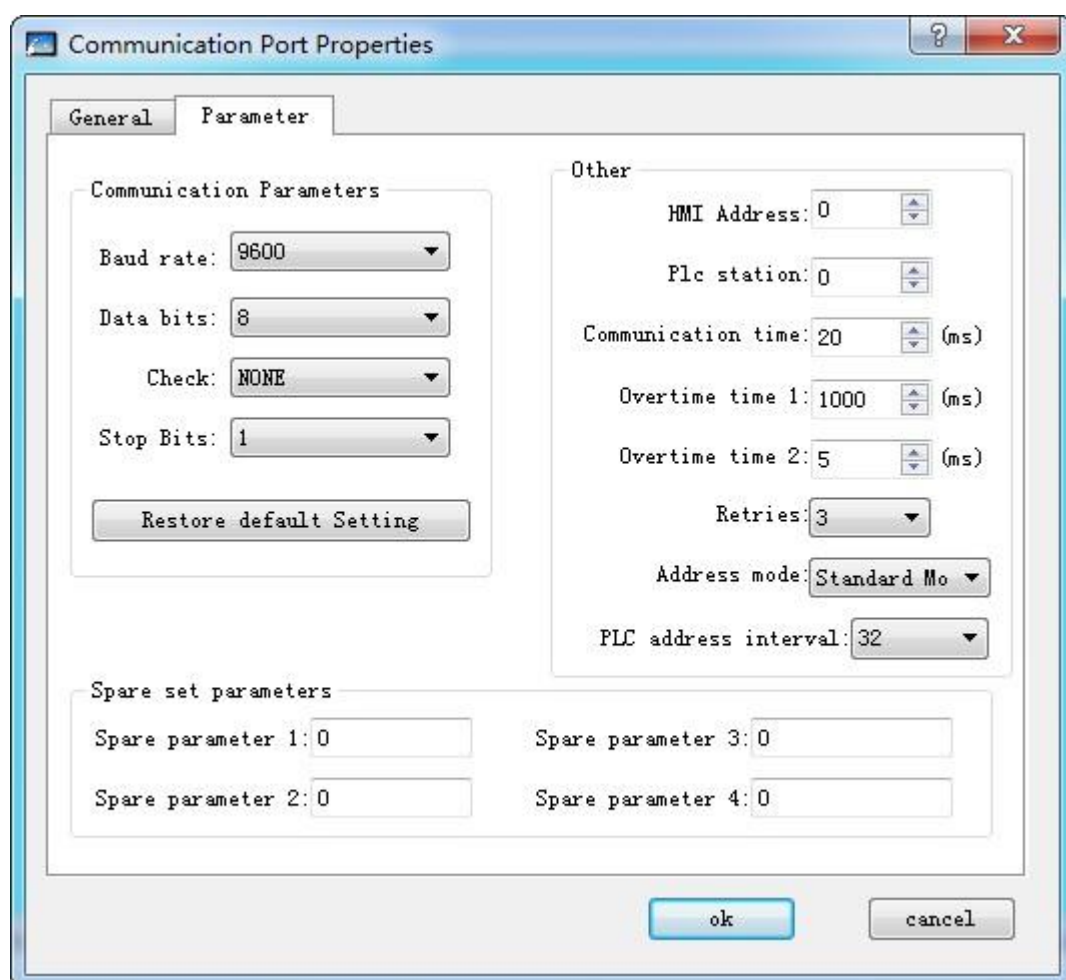 Communication Port Properties
General
Parameter
Communication Parameters
Baud rate: 9600
Data bits: 8
Check: NONE
Stop Bits: 1
Restore default Setting
Other
HMI Address: 0
Plc station: 0
Communication time: 20 (ms)
Overtime time 1: 1000 (ms)
Overtime time 2: 5 (ms)
Retries: 3
Address mode: Standard Mo
PLC address interval: 32
Spare set parameters
Spare parameter 1: 0
Spare parameter 3: 0
Spare parameter 2: 0
Spare parameter 4: 0
ok
cancel